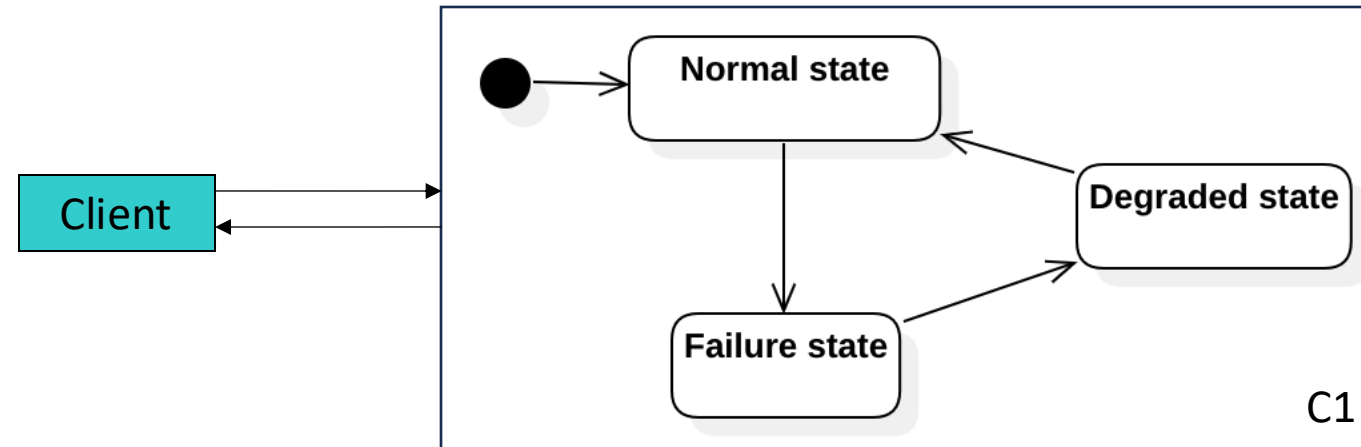 Normal state
Client
Degraded state
Failure state
C1